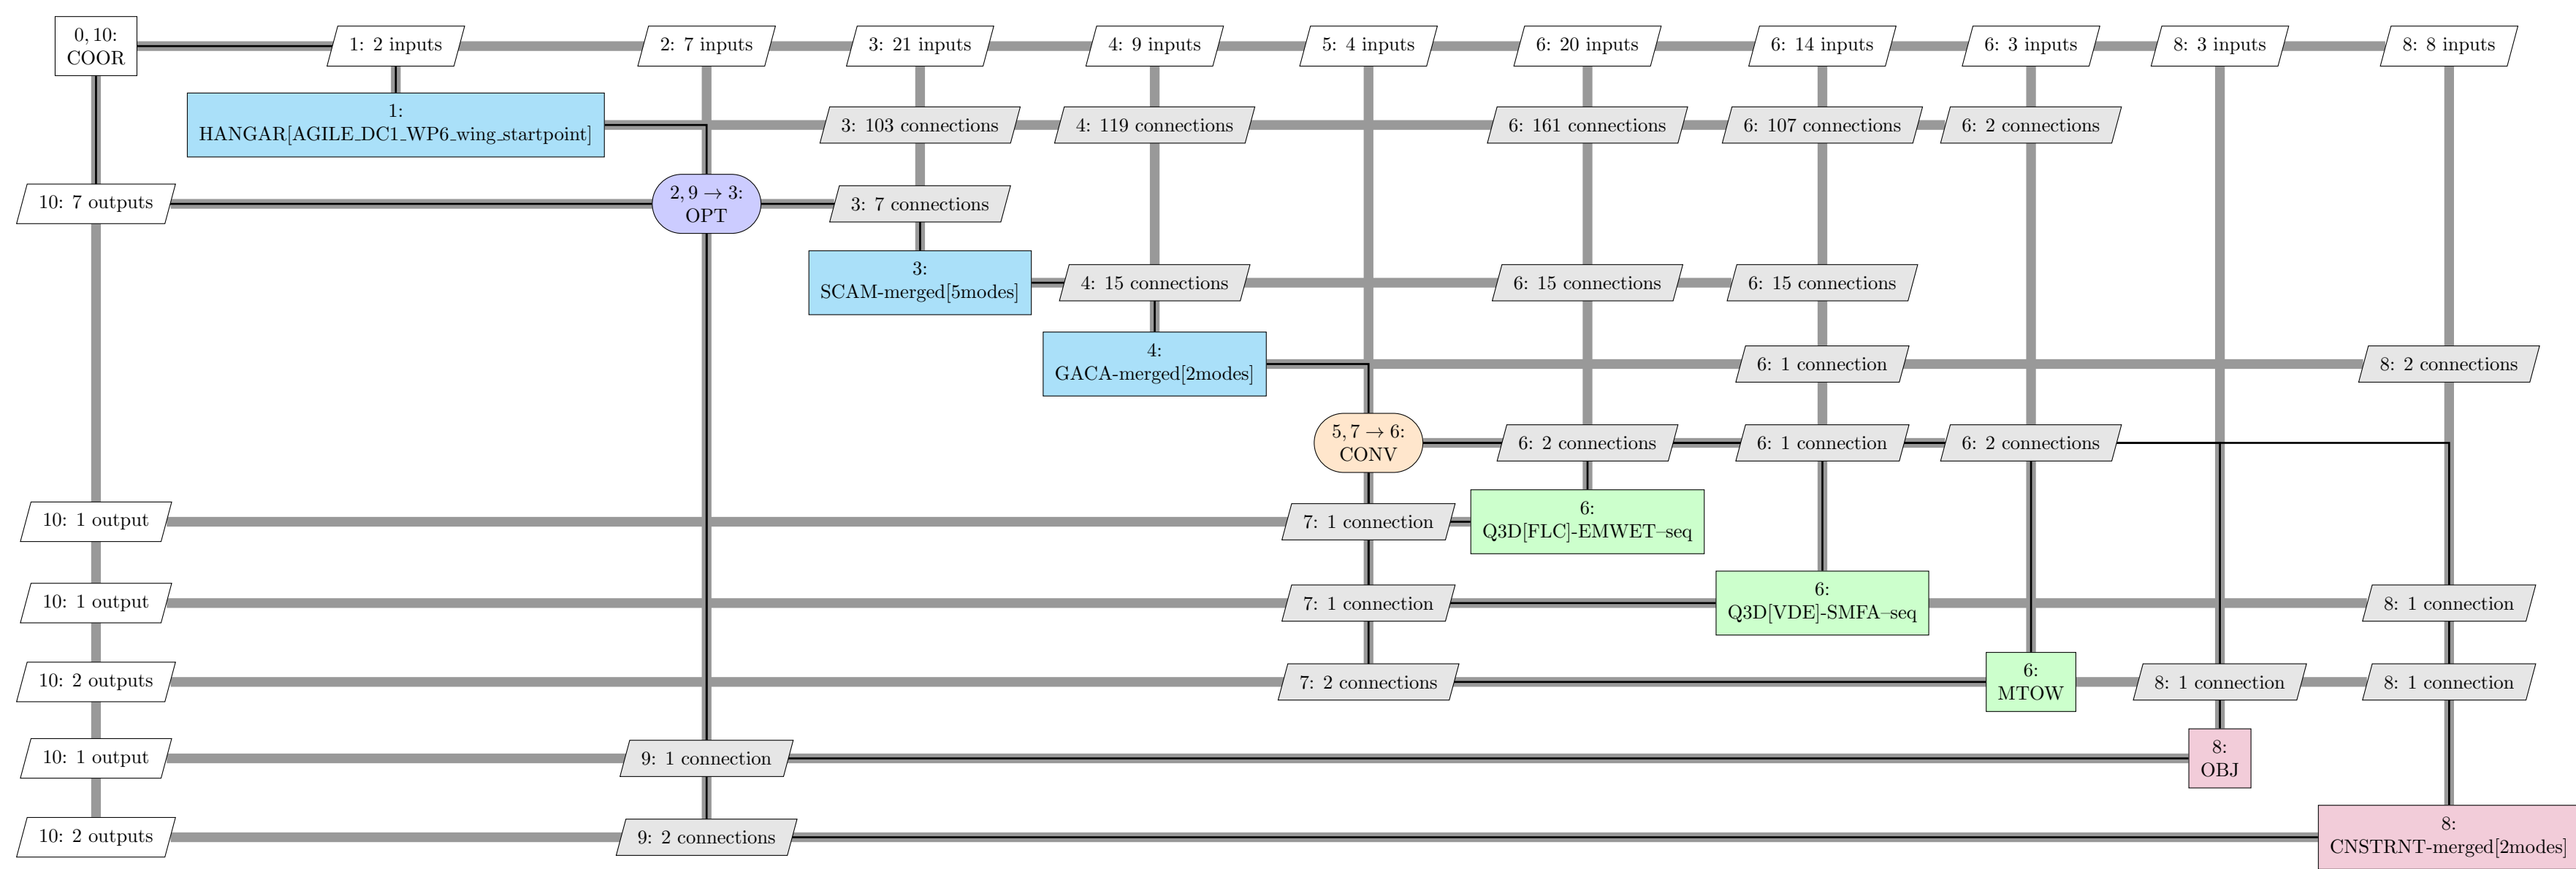 0, 10:
COOR
1: 2 inputs
2: 7 inputs
3: 21 inputs
4: 9 inputs
5: 4 inputs
6: 20 inputs
6: 14 inputs
6: 3 inputs
8: 3 inputs
8: 8 inputs
1:
HANGAR[AGILE_DC1_WP6_wing_startpoint]
3: 103 connections
4: 119 connections
6: 161 connections
6: 107 connections
6: 2 connections
10: 7 outputs
2, 9 → 3:
OPT
3: 7 connections
3:
SCAM-merged[5modes]
4: 15 connections
6: 15 connections
6: 15 connections
4:
GACA-merged[2modes]
6: 1 connection
8: 2 connections
5, 7 → 6:
CONV
6: 2 connections
6: 1 connection
6: 2 connections
10: 1 output
7: 1 connection
6:
Q3D[FLC]-EMWET–seq
10: 1 output
7: 1 connection
6:
Q3D[VDE]-SMFA–seq
8: 1 connection
10: 2 outputs
7: 2 connections
6:
MTOW
8: 1 connection
8: 1 connection
10: 1 output
9: 1 connection
8:
OBJ
10: 2 outputs
9: 2 connections
8:
CNSTRNT-merged[2modes]